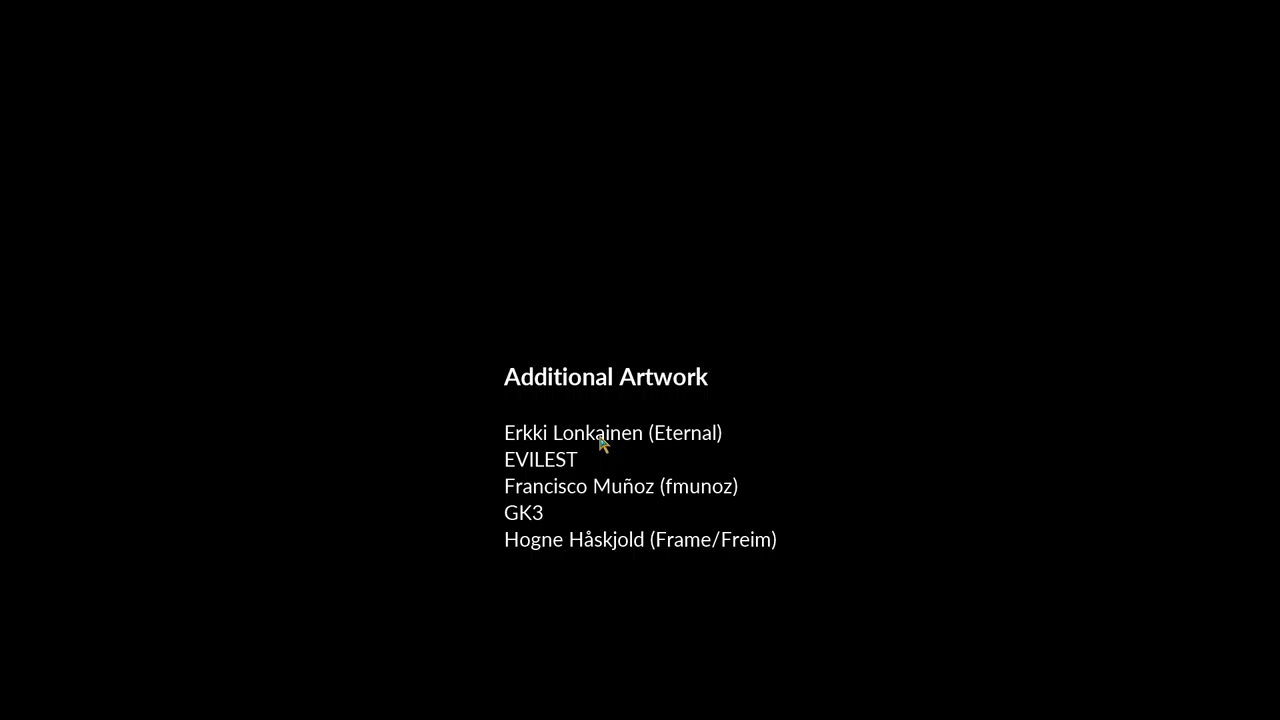 Additional Artwork
Erkki Lonkainen (Eternal)
EVILEST
Francisco Muñoz (fmunoz)
GK3
Hogne Håskjold (Frame/Freim)